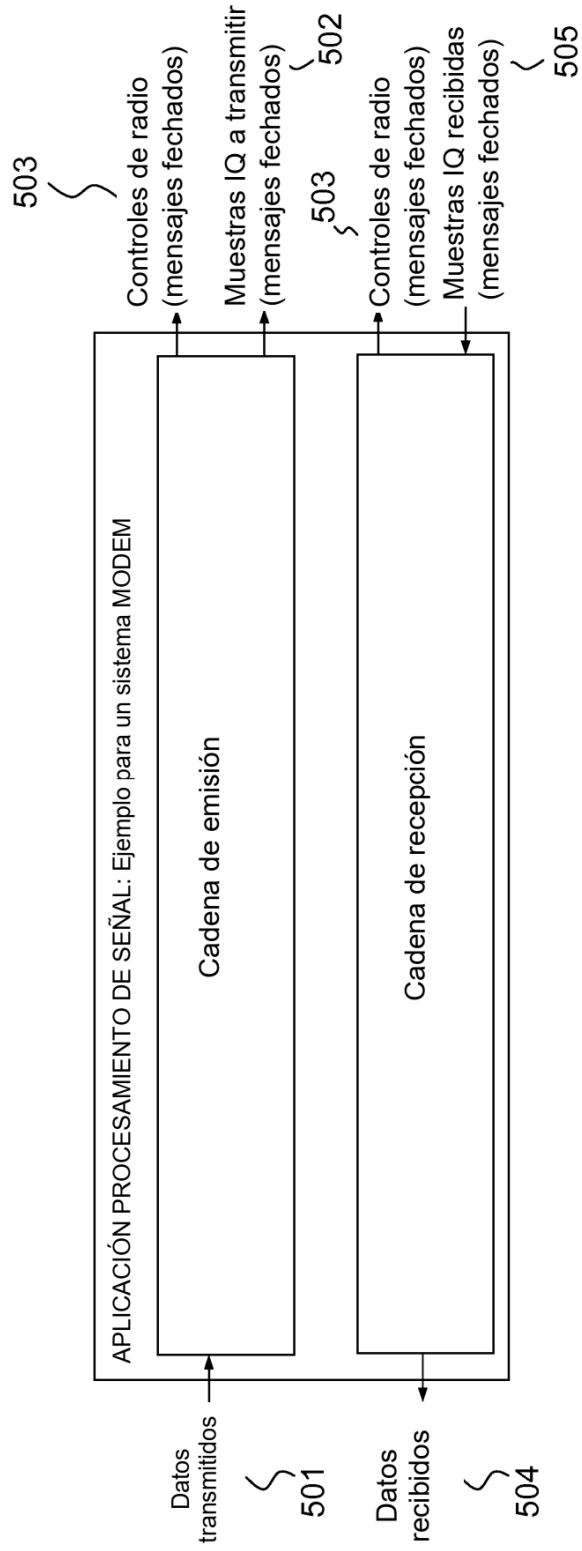 APLICACIÓN PROCESAMIENTO DE SEÑAL: Ejemplo para un sistema MODEM
Datos
transmitidos
501
Cadena de emisión
503
Controles de radio
(mensajes fechados)
Muestras IQ a transmitir
(mensajes fechados)
502
Datos
recibidos
504
Cadena de recepción
503
Controles de radio
(mensajes fechados)
Muestras IQ recibidas
(mensajes fechados)
505